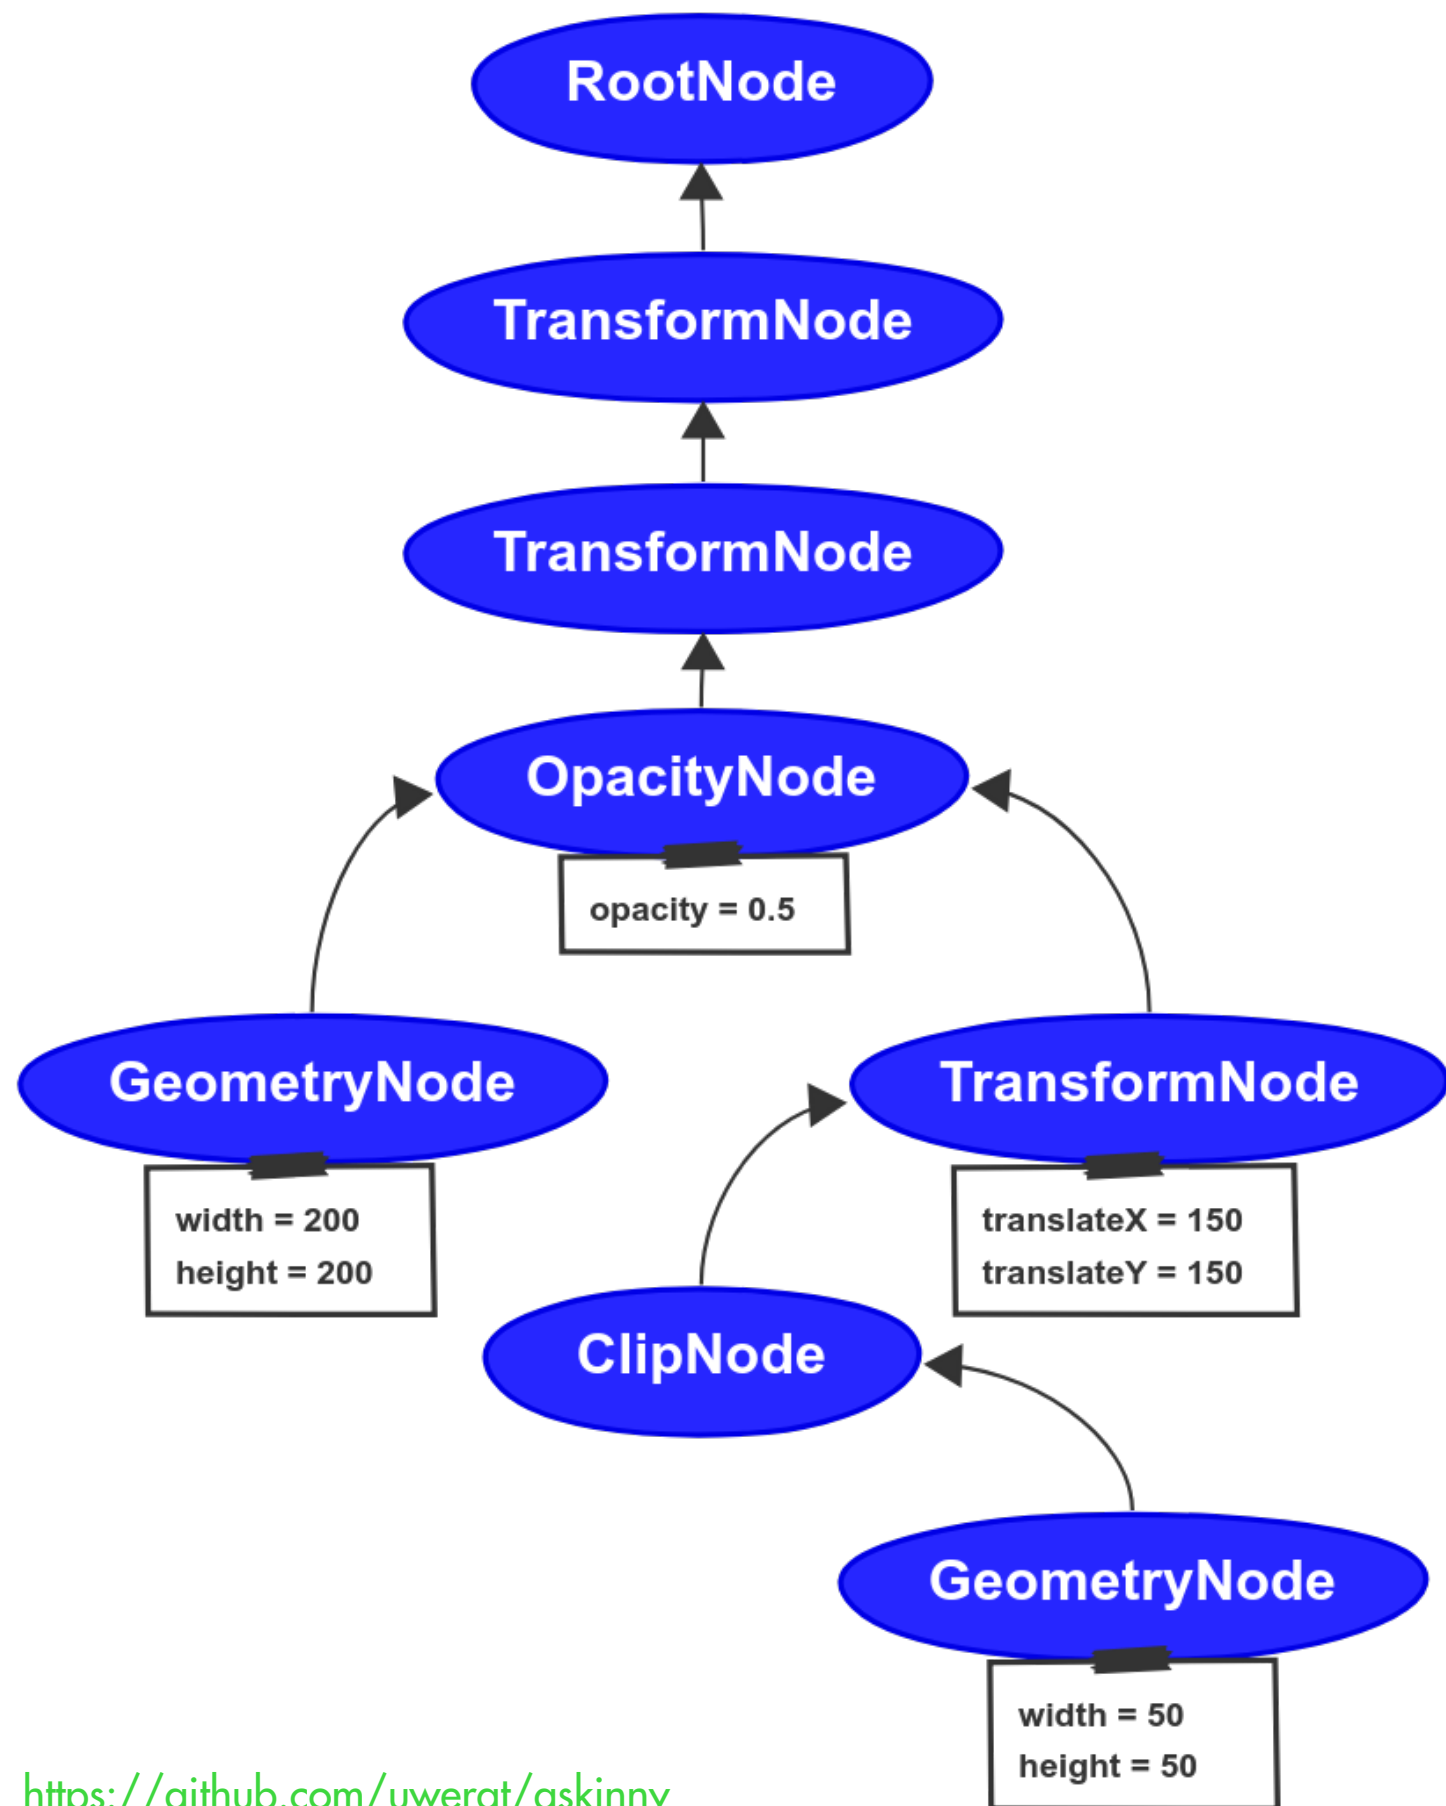 RootNode
TransformNode
TransformNode
OpacityNode
opacity = 0.5
GeometryNode
TransformNode
width = 200
height = 200
translateX = 150
translateY = 150
ClipNode
GeometryNode
width = 50
height = 50
https://github.com/uwerat/qskinny